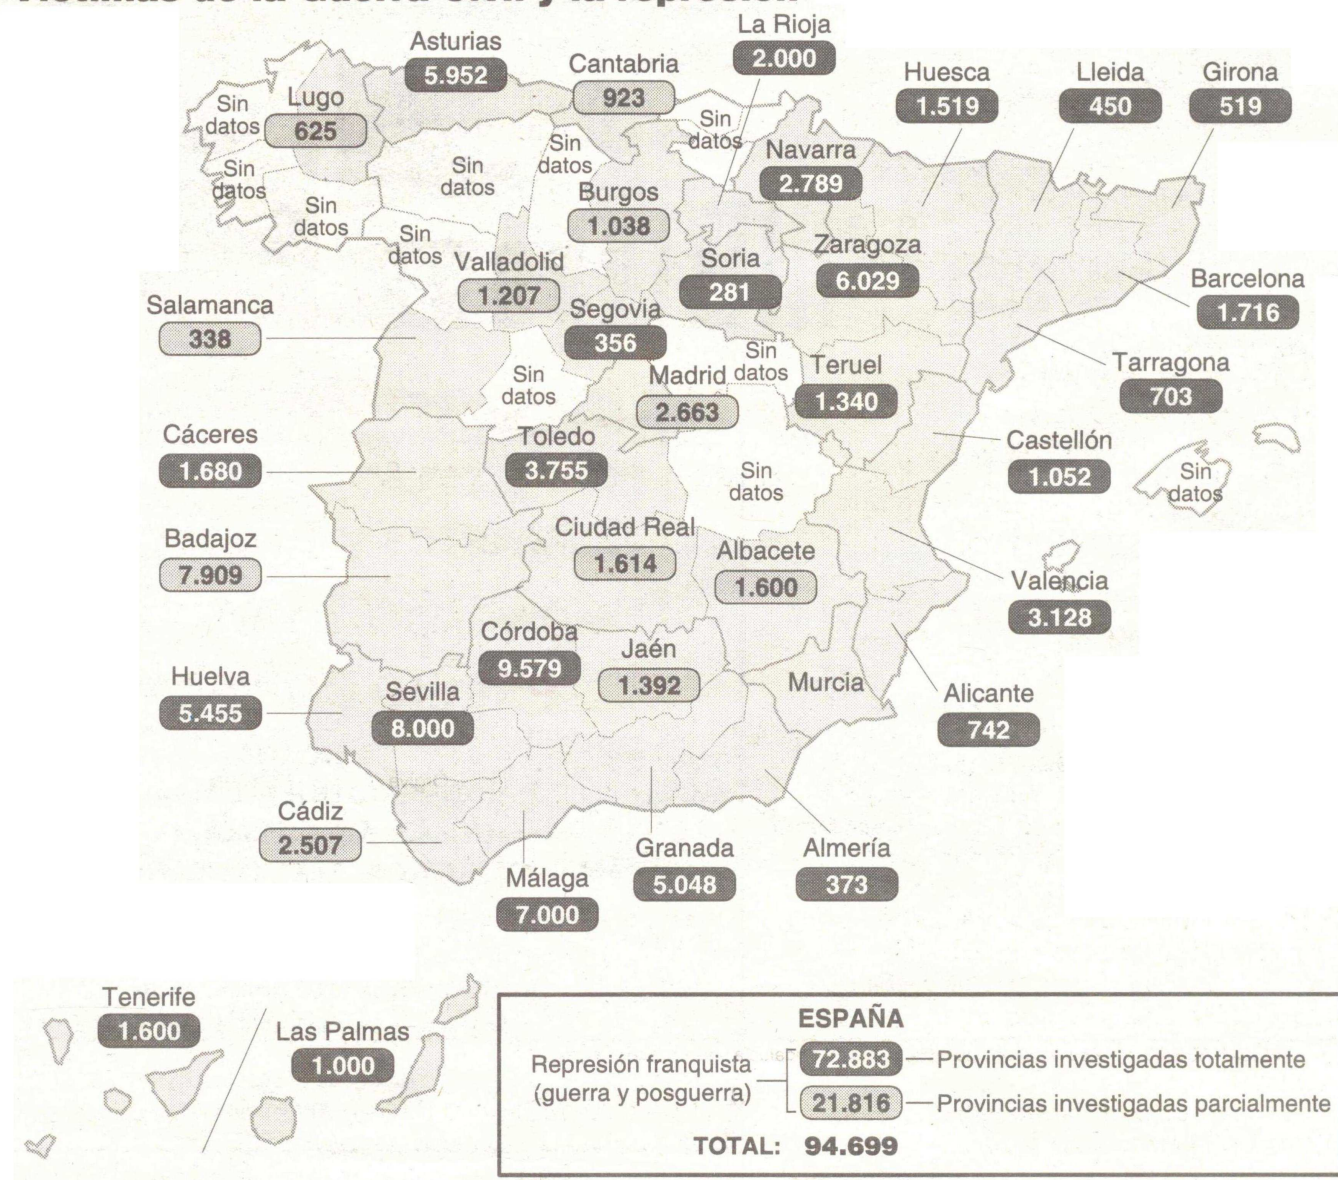 Víctimas de la Guerra Civil y la represión
La Rioja
2.000
Asturias
5.952
Cantabria
923
Huesca
1.519
Lleida
450
Girona
519
Sin
datos
Lugo
625
Sin
datos
Sin
datos
Navarra
2.789
Sin
datos
Sin
datos
Sin
datos
Burgos
1.038
Sin
datos
Valladolid
1.207
Soria
281
Zaragoza
6.029
Barcelona
1.716
Salamanca
338
Segovia
356
Sin
datos
Sin
datos
Madrid
2.663
Teruel
1.340
Tarragona
703
Cáceres
1.680
Toledo
3.755
Sin
datos
Castellón
1.052
Sin
datos
Badajoz
7.909
Ciudad Real
1.614
Albacete
1.600
Valencia
3.128
Córdoba
9.579
Jaén
1.392
Murcia
Huelva
5.455
Sevilla
8.000
Alicante
742
Cádiz
2.507
Málaga
7.000
Granada
5.048
Almería
373
Tenerife
1.600
Las Palmas
1.000
ESPAÑA
Represión franquista
(guerra y posguerra)
72.883 Provincias investigadas totalmente
21.816 Provincias investigadas parcialmente
TOTAL: 94.699